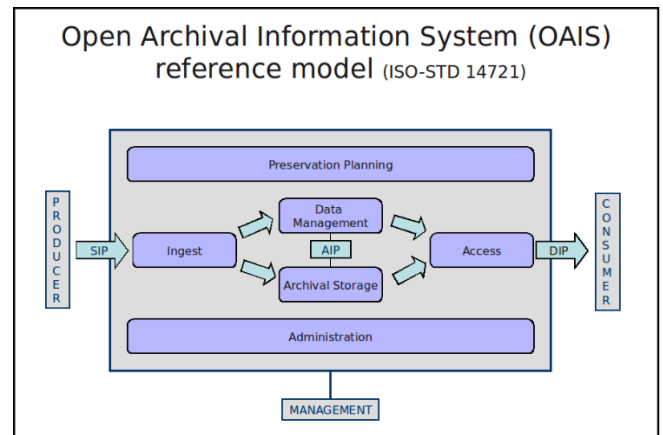 Open Archival Information System (OAIS)
reference model (ISO-STD 14721)
Preservation Planning
PRODUCER
SIP
Ingest
Data
Management
AIP
Archival Storage
Access
DIP
CONSUMER
Administration
MANAGEMENT